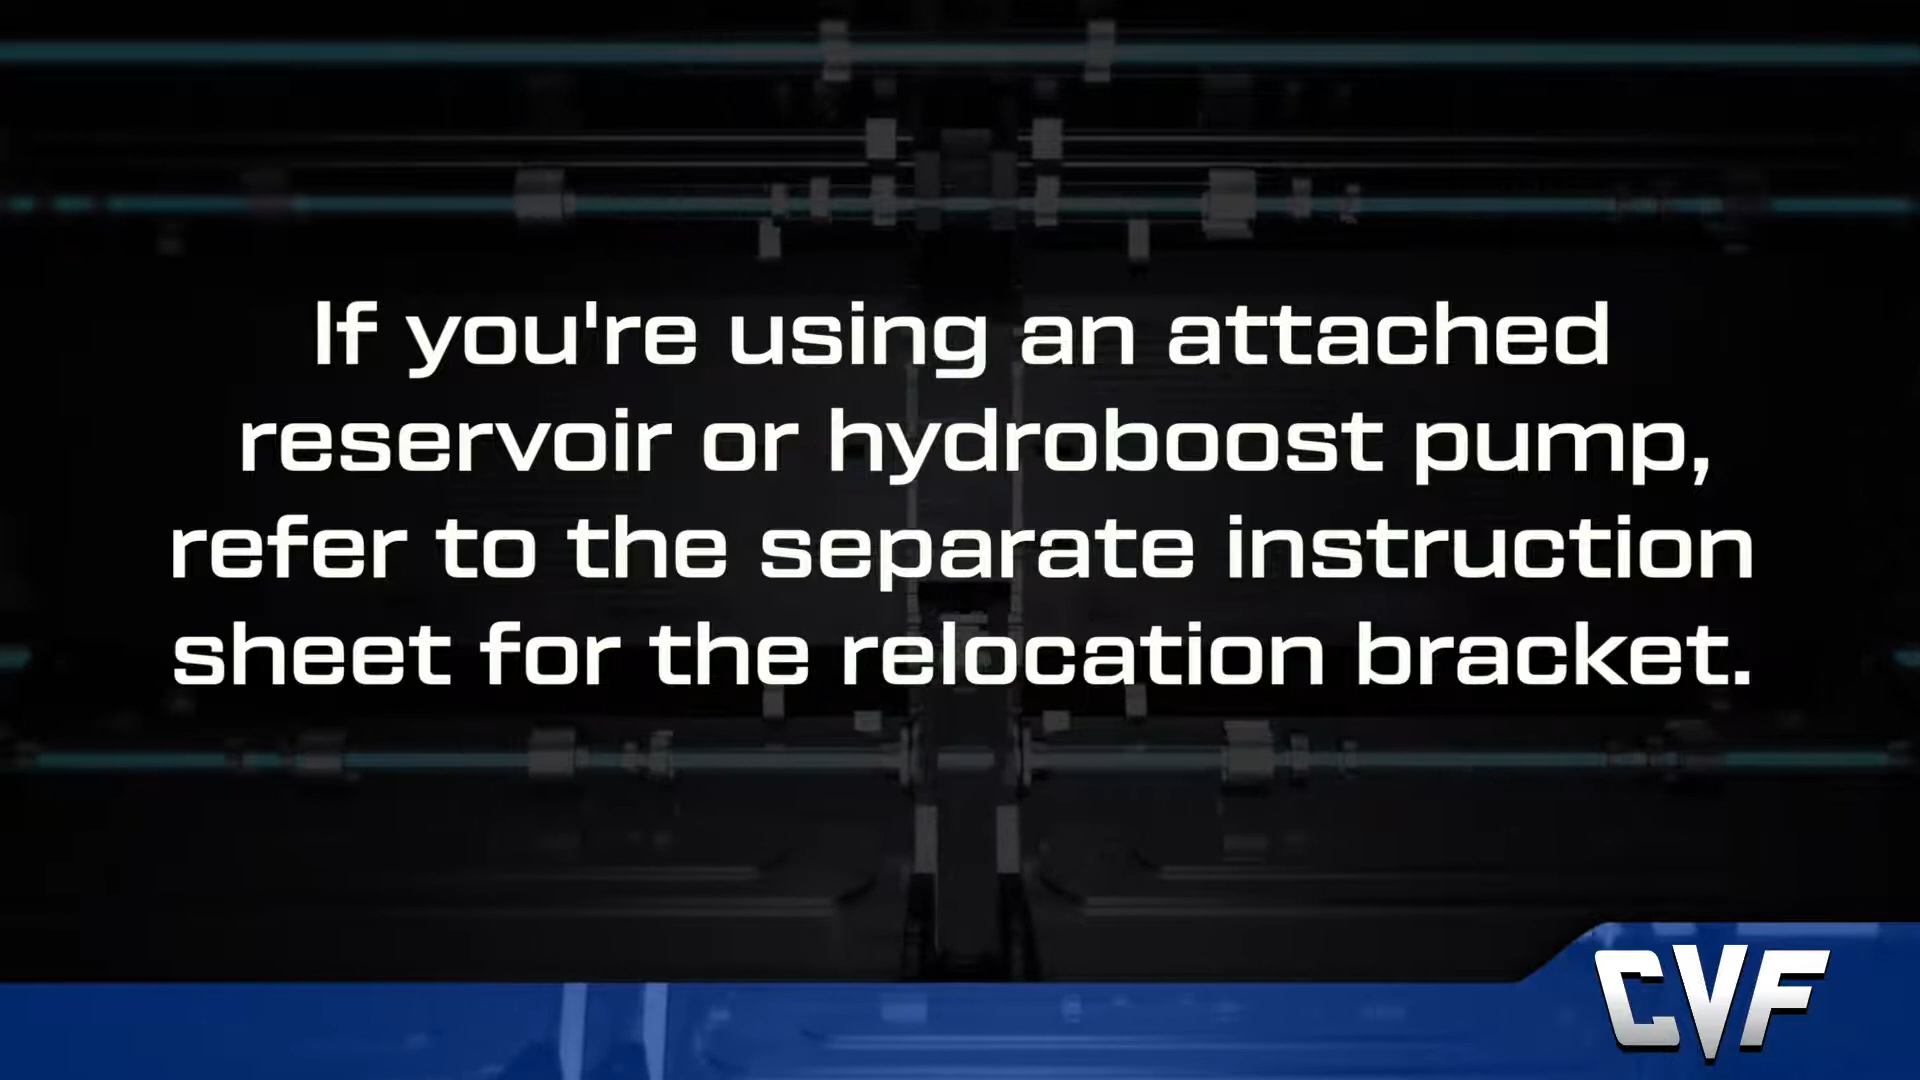 If you're using an attached
reservoir or hydroboost pump,
refer to the separate instruction
sheet for the relocation bracket.
CVF